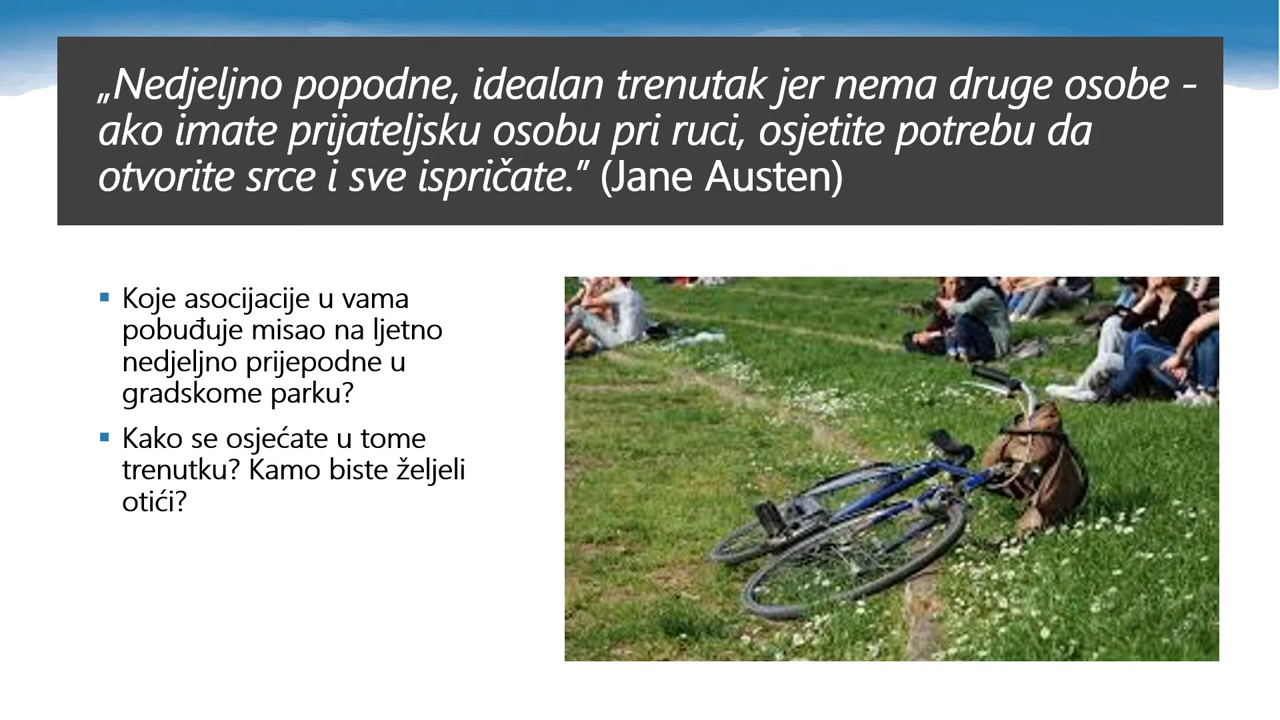 „Nedjeljno popodne, idealan trenutak jer nema druge osobe -
ako imate prijateljsku osobu pri ruci, osjetite potrebu da
otvorite srce i sve ispričate.” (Jane Austen)
▪ Koje asocijacije u vama
pobuđuje misao na ljetno
nedjeljno prijepodne u
gradskome parku?
▪ Kako se osjećate u tome
trenutku? Kamo biste željeli
otići?